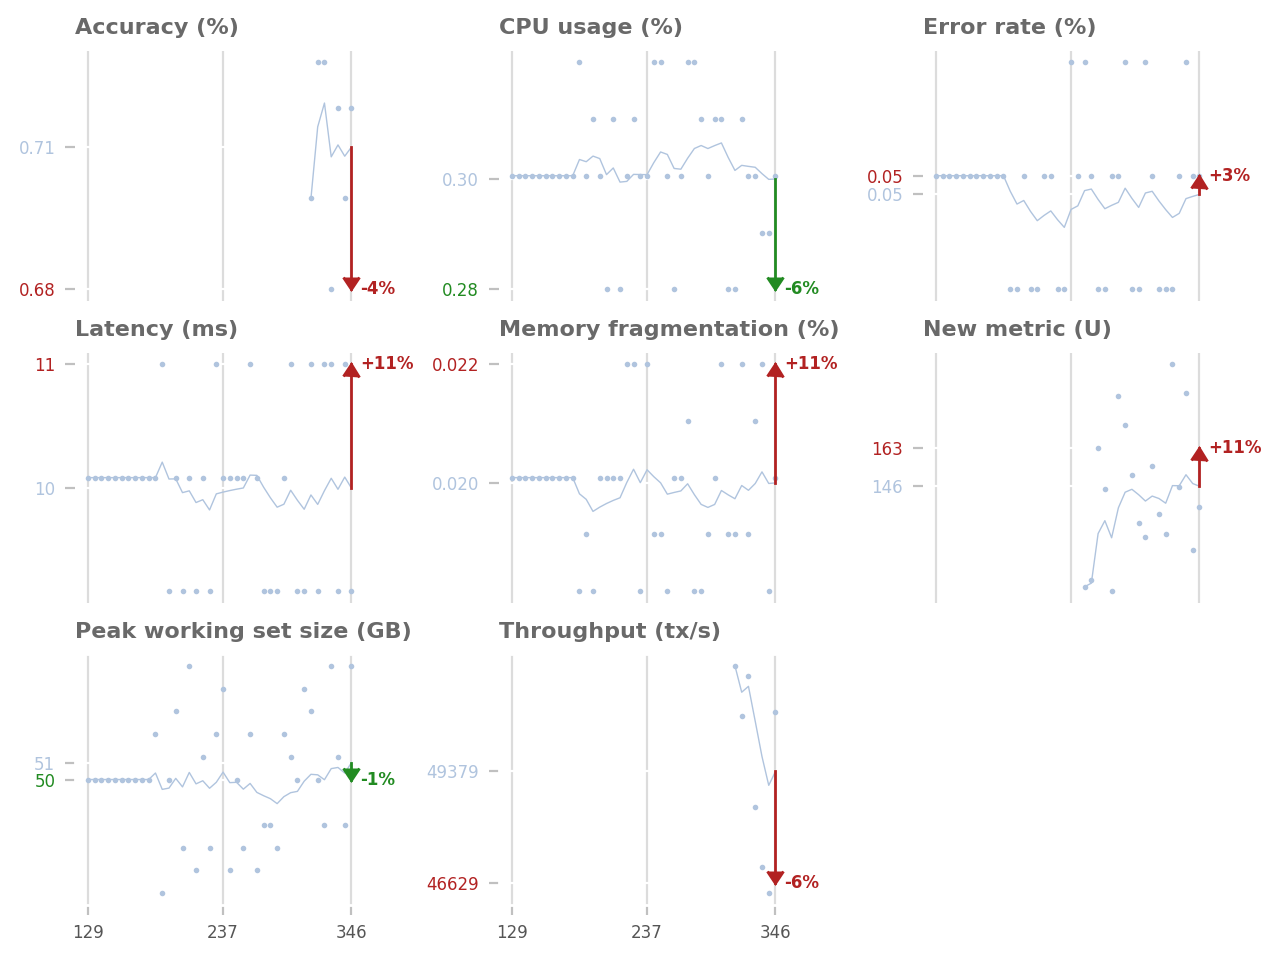 Accuracy (%)
0.71
0.68
-4%
CPU usage (%)
0.30
0.28
-6%
Error rate (%)
0.05
0.05
+3%
Latency (ms)
11
10
+11%
Memory fragmentation (%)
0.022
0.020
+11%
New metric (U)
163
146
+11%
Peak working set size (GB)
51
50
-1%
129 237 346
Throughput (tx/s)
49379
46629
-6%
129 237 346